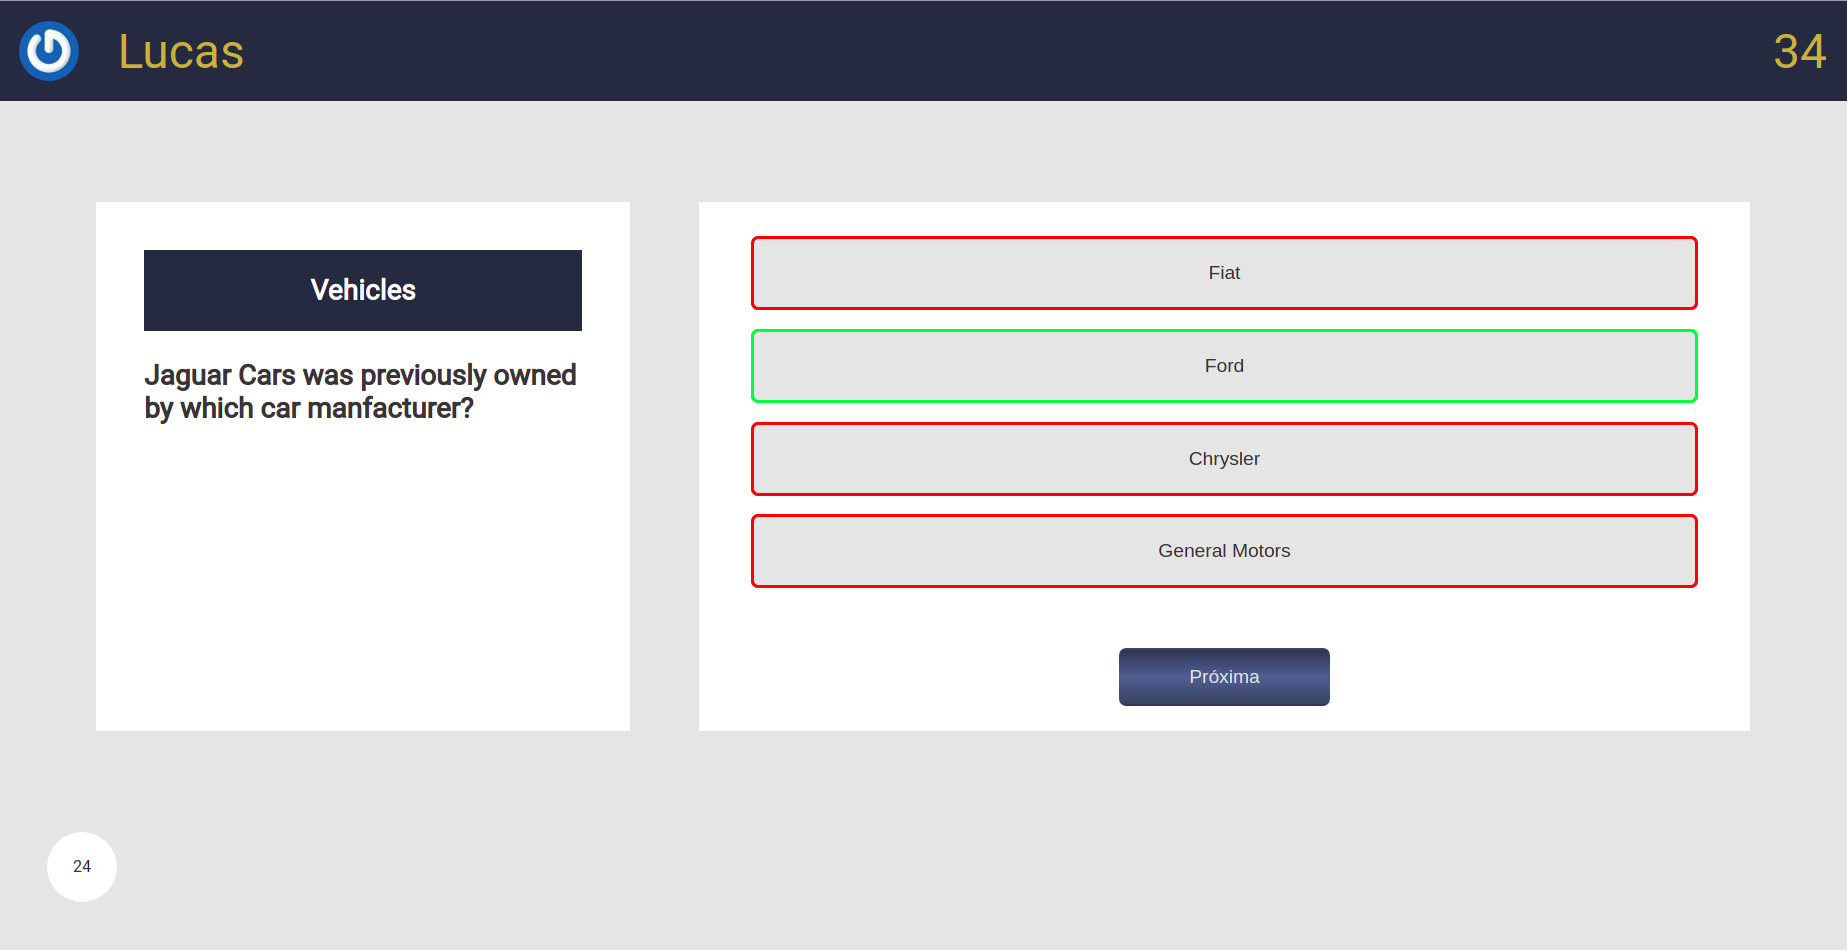 Lucas
34
Vehicles
Jaguar Cars was previously owned
by which car manfacturer?
Fiat
Ford
Chrysler
General Motors
Próxima
24